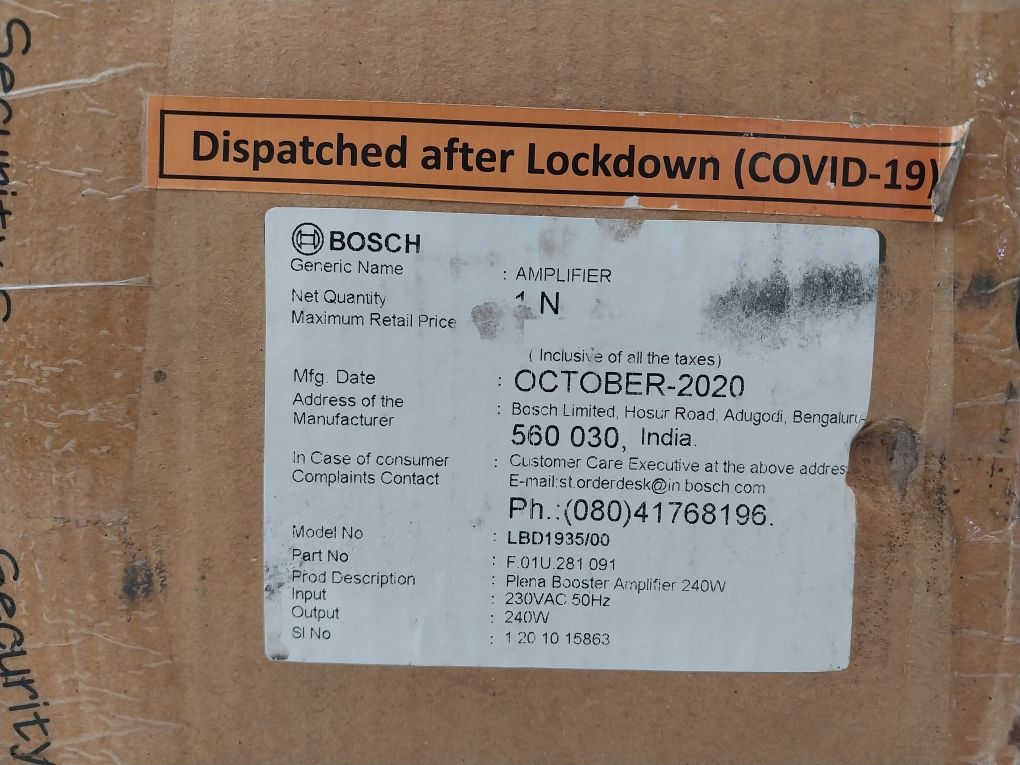 Dispatched after Lockdown (COVID-19)
BOSCH
Generic Name : AMPLIFIER
Net Quantity 1 N
Maximum Retail Price
( Inclusive of all the taxes)
Mfg. Date : OCTOBER-2020
Address of the : Bosch Limited, Hosur Road, Adugodi, Bengaluru-
Manufacturer 560 030, India.
In Case of consumer : Customer Care Executive at the above addres
Complaints Contact E-mail:st.orderdesk@in.bosch.com
Ph.:(080)41768196.
Model No : LBD1935/00
Part No : F.01U.281.091
Prod Description : Plena Booster Amplifier 240W
Input : 230VAC 50Hz
Output : 240W
Sl No : 1 20 10 15863
Security
Security